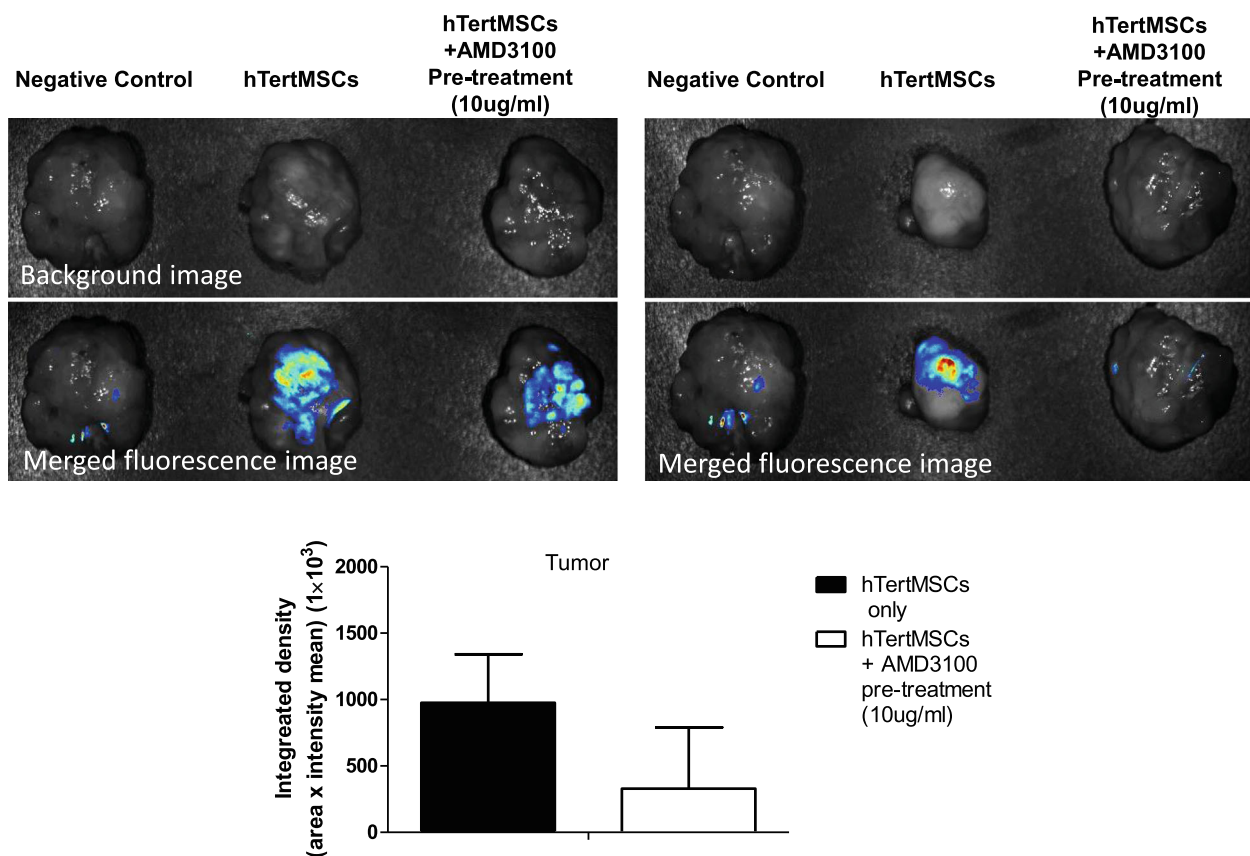 hTertMSCs
+AMD3100
Negative Control hTertMSCs Pre-treatment
(10ug/ml)
hTertMSCs
+AMD3100
Negative Control hTertMSCs Pre-treatment
(10ug/ml)
Background image
Merged fluorescence image
Merged fluorescence image
Tumor
Integreated density
(area x intensity mean) (1×10³)
2000
1500
1000
500
0
hTertMSCs
only
hTertMSCs
+ AMD3100
pre-treatment
(10ug/ml)